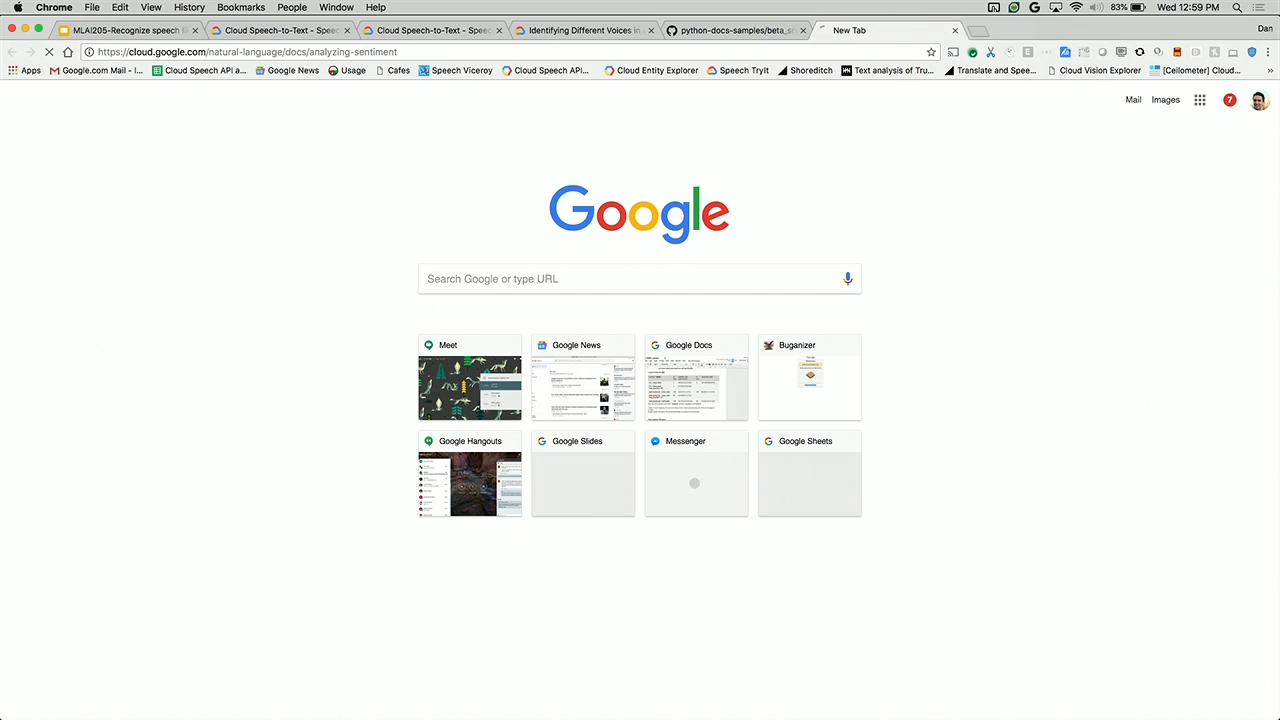 Chrome File Edit View History Bookmarks People Window Help 83% Wed 12:59 PM
MLAI205-Recognize speech Cloud Speech-to-Text - Speec Cloud Speech-to-Text - Speec Identifying Different Voices in python-docs-samples/beta_s New Tab Dan
https://cloud.google.com/natural-language/docs/analyzing-sentiment
Apps Google.com Mail - I... Cloud Speech API a... Google News Usage Cafes Speech Viceroy Cloud Speech API... Cloud Entity Explorer Speech TryIt Shoreditch Text analysis of Tru... Translate and Spee... Cloud Vision Explorer [Ceilometer] Cloud... »
Mail Images 7
Google
Search Google or type URL
Meet Google News Google Docs Buganizer
Google Hangouts Google Slides Messenger Google Sheets